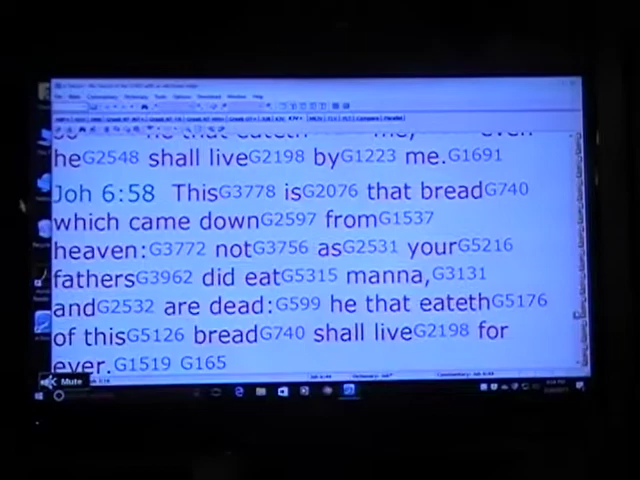 heG2548 shall liveG2198 byG1223 me.G1691
Joh 6:58 ThisG3778 isG2076 that breadG740
which came downG2597 fromG1537
heaven:G3772 notG3756 asG2531 yourG5216
fathersG3962 did eatG5315 manna,G3131
andG2532 are dead:G599 he that eatethG5176
of thisG5126 breadG740 shall liveG2198 for
ever.G1519 G165
Mute